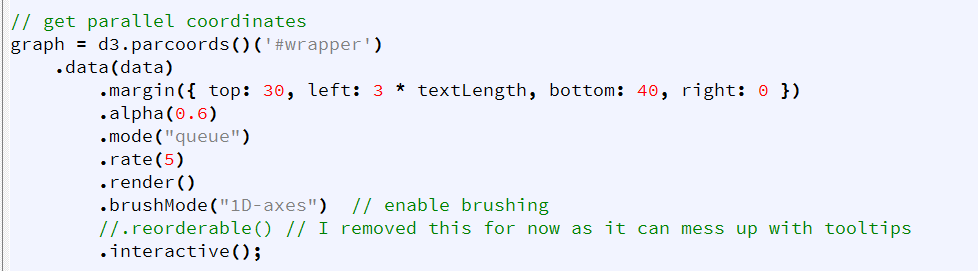 // get parallel coordinates
graph = d3.parcoords()('#wrapper')
    .data(data)
        .margin({ top: 30, left: 3 * textLength, bottom: 40, right: 0 })
        .alpha(0.6)
        .mode("queue")
        .rate(5)
        .render()
        .brushMode("1D-axes")  // enable brushing
        //.reorderable() // I removed this for now as it can mess up with tooltips
        .interactive();